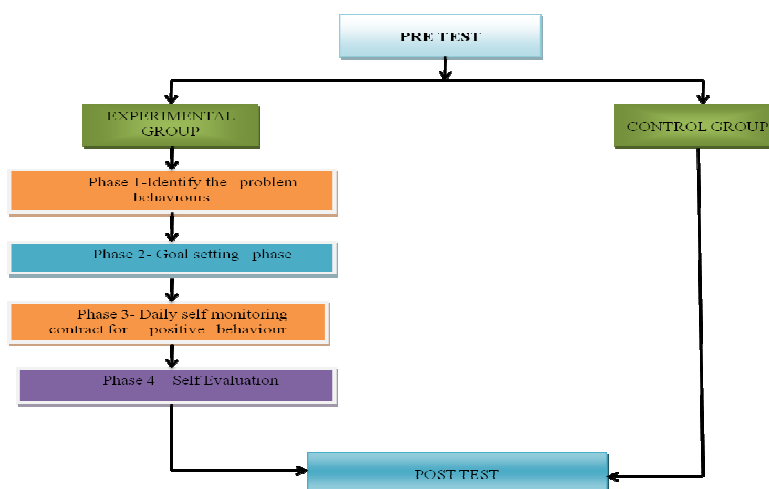 PRE TEST
EXPERIMENTAL
GROUP
CONTROL GROUP
Phase 1-Identify the problem
behaviours
Phase 2- Goal setting phase
Phase 3- Daily self monitoring
contract for positive behaviour
Phase 4 Self Evaluation
POST TEST